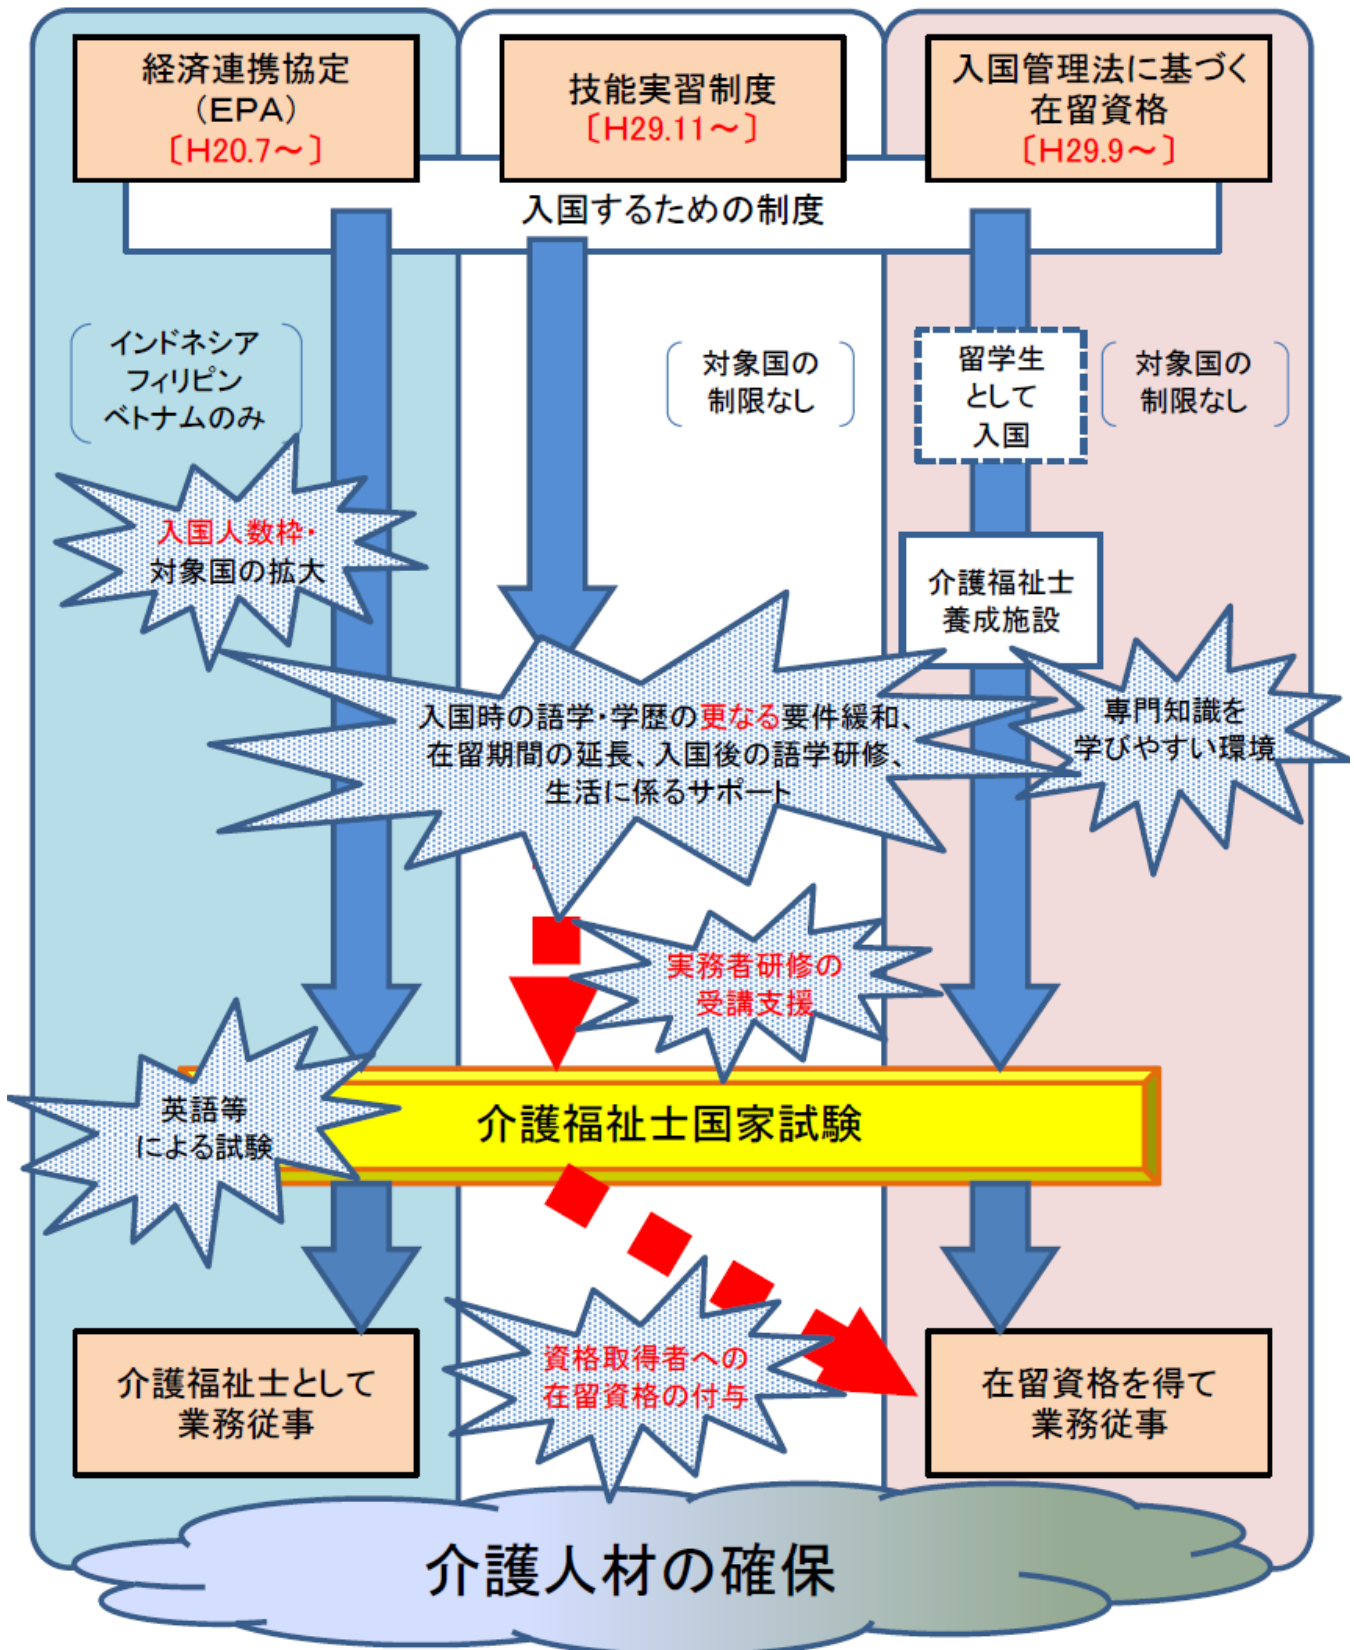 経済連携協定
(EPA)
〔H20.7～〕
技能実習制度
〔H29.11～〕
入国管理法に基づく
在留資格
〔H29.9～〕
入国するための制度
インドネシア
フィリピン
ベトナムのみ
対象国の
制限なし
留学生
として
入国
対象国の
制限なし
入国人数枠・
対象国の拡大
介護福祉士
養成施設
入国時の語学・学歴の更なる要件緩和、
在留期間の延長、入国後の語学研修、
生活に係るサポート
専門知識を
学びやすい環境
実務者研修の
受講支援
英語等
による試験
介護福祉士国家試験
資格取得者への
在留資格の付与
介護福祉士として
業務従事
在留資格を得て
業務従事
介護人材の確保